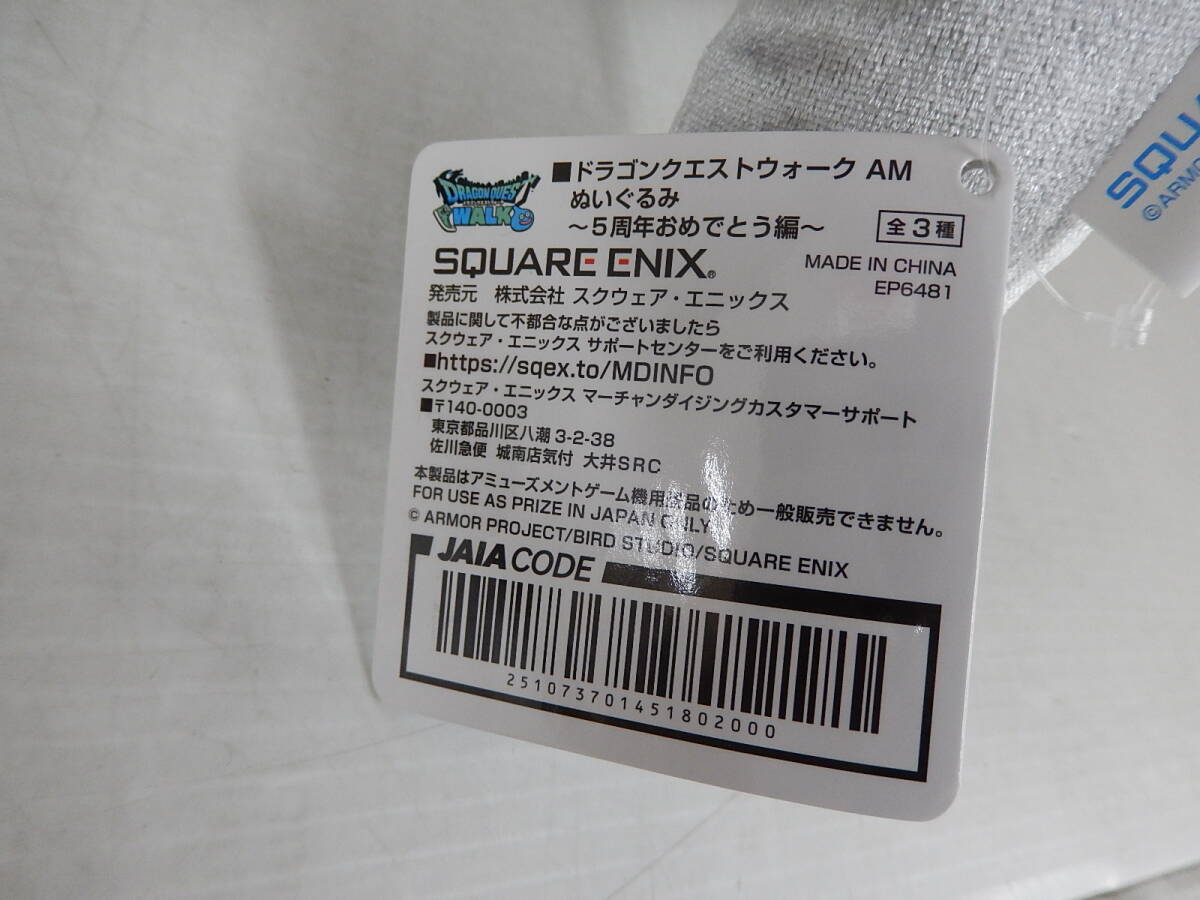 DRAGON QUEST
WALK
■ドラゴンクエストウォーク AM
ぬいぐるみ
～5周年おめでとう編～
全3種
SQUARE ENIX®
MADE IN CHINA
EP6481
発売元 株式会社 スクウェア・エニックス
製品に関して不都合な点がございましたら
スクウェア・エニックス サポートセンターをご利用ください。
■https://sqex.to/MDINFO
スクウェア・エニックス マーチャンダイジングカスタマーサポート
■〒140-0003
東京都品川区八潮 3-2-38
佐川急便 城南店気付 大井SRC
本製品はアミューズメントゲーム機用景品のため一般販売できません。
FOR USE AS PRIZE IN JAPAN ONLY
© ARMOR PROJECT/BIRD STUDIO/SQUARE ENIX
JAIA CODE
251073701451802000
SQUA
©ARMOR